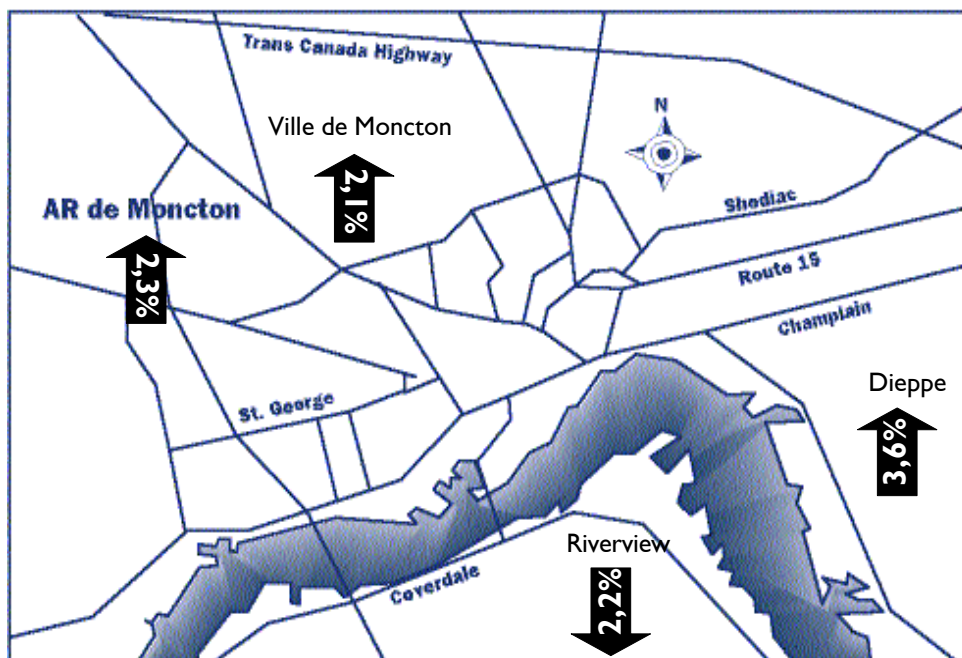 Trans Canada Highway
N
Ville de Moncton
2,1%
AR de Moncton
2,3%
Shediac
Route 15
Champlain
Dieppe
3,6%
St. George
Riverview
2,2%
Coverdale